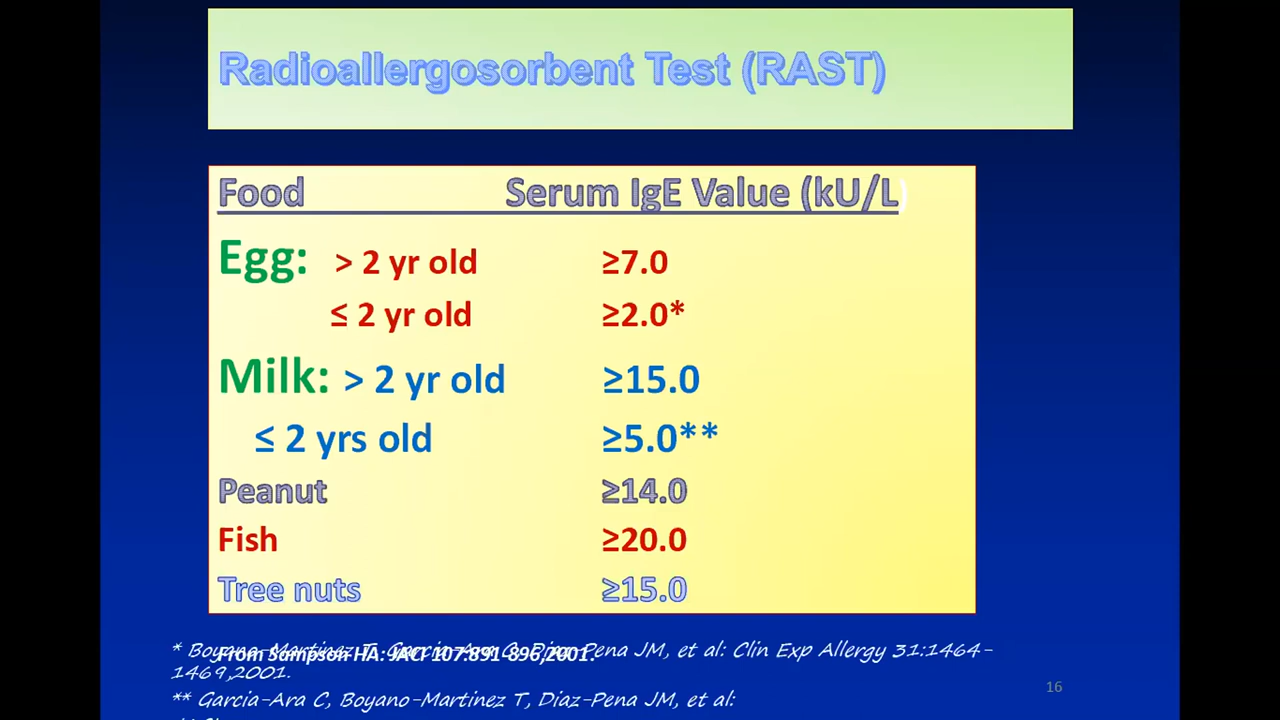 Radioallergosorbent Test (RAST)
Food Serum IgE Value (kU/L)
Egg: > 2 yr old ≥7.0
≤ 2 yr old ≥2.0*
Milk: > 2 yr old ≥15.0
≤ 2 yrs old ≥5.0**
Peanut ≥14.0
Fish ≥20.0
Tree nuts ≥15.0
* Boyano-Martinez T, Garcia-Ara C, Diaz-Pena JM, et al: Clin Exp Allergy 31:1464-
From Sampson HA: JACI 107:891-896,2001.
1469,2001.
** Garcia-Ara C, Boyano-Martinez T, Diaz-Pena JM, et al:
16